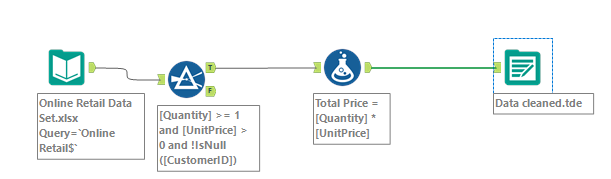 T
F
Online Retail Data
Set.xlsx
Query=`Online
Retail$`
[Quantity] >= 1
and [UnitPrice] >
0 and !IsNull
([CustomerID])
Total Price =
[Quantity] *
[UnitPrice]
Data cleaned.tde